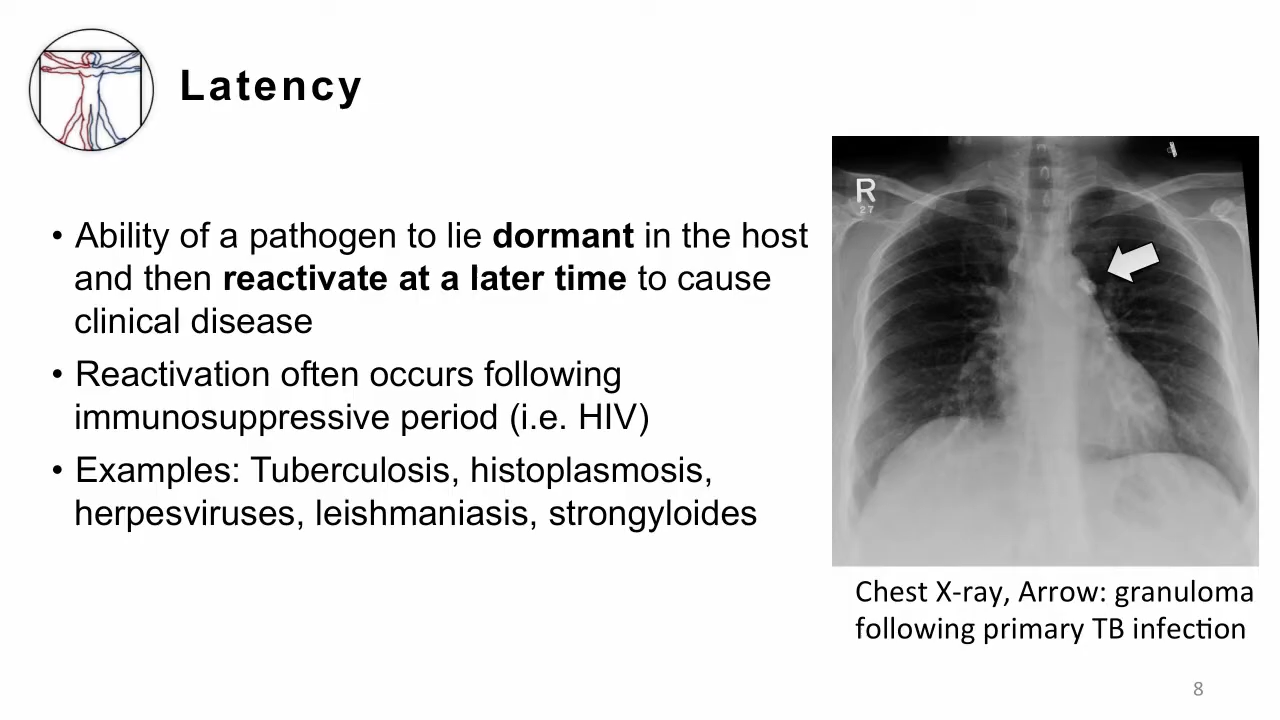 Latency
• Ability of a pathogen to lie dormant in the host
and then reactivate at a later time to cause
clinical disease
• Reactivation often occurs following
immunosuppressive period (i.e. HIV)
• Examples: Tuberculosis, histoplasmosis,
herpesviruses, leishmaniasis, strongyloides
R
27
Chest X-ray, Arrow: granuloma
following primary TB infection
8